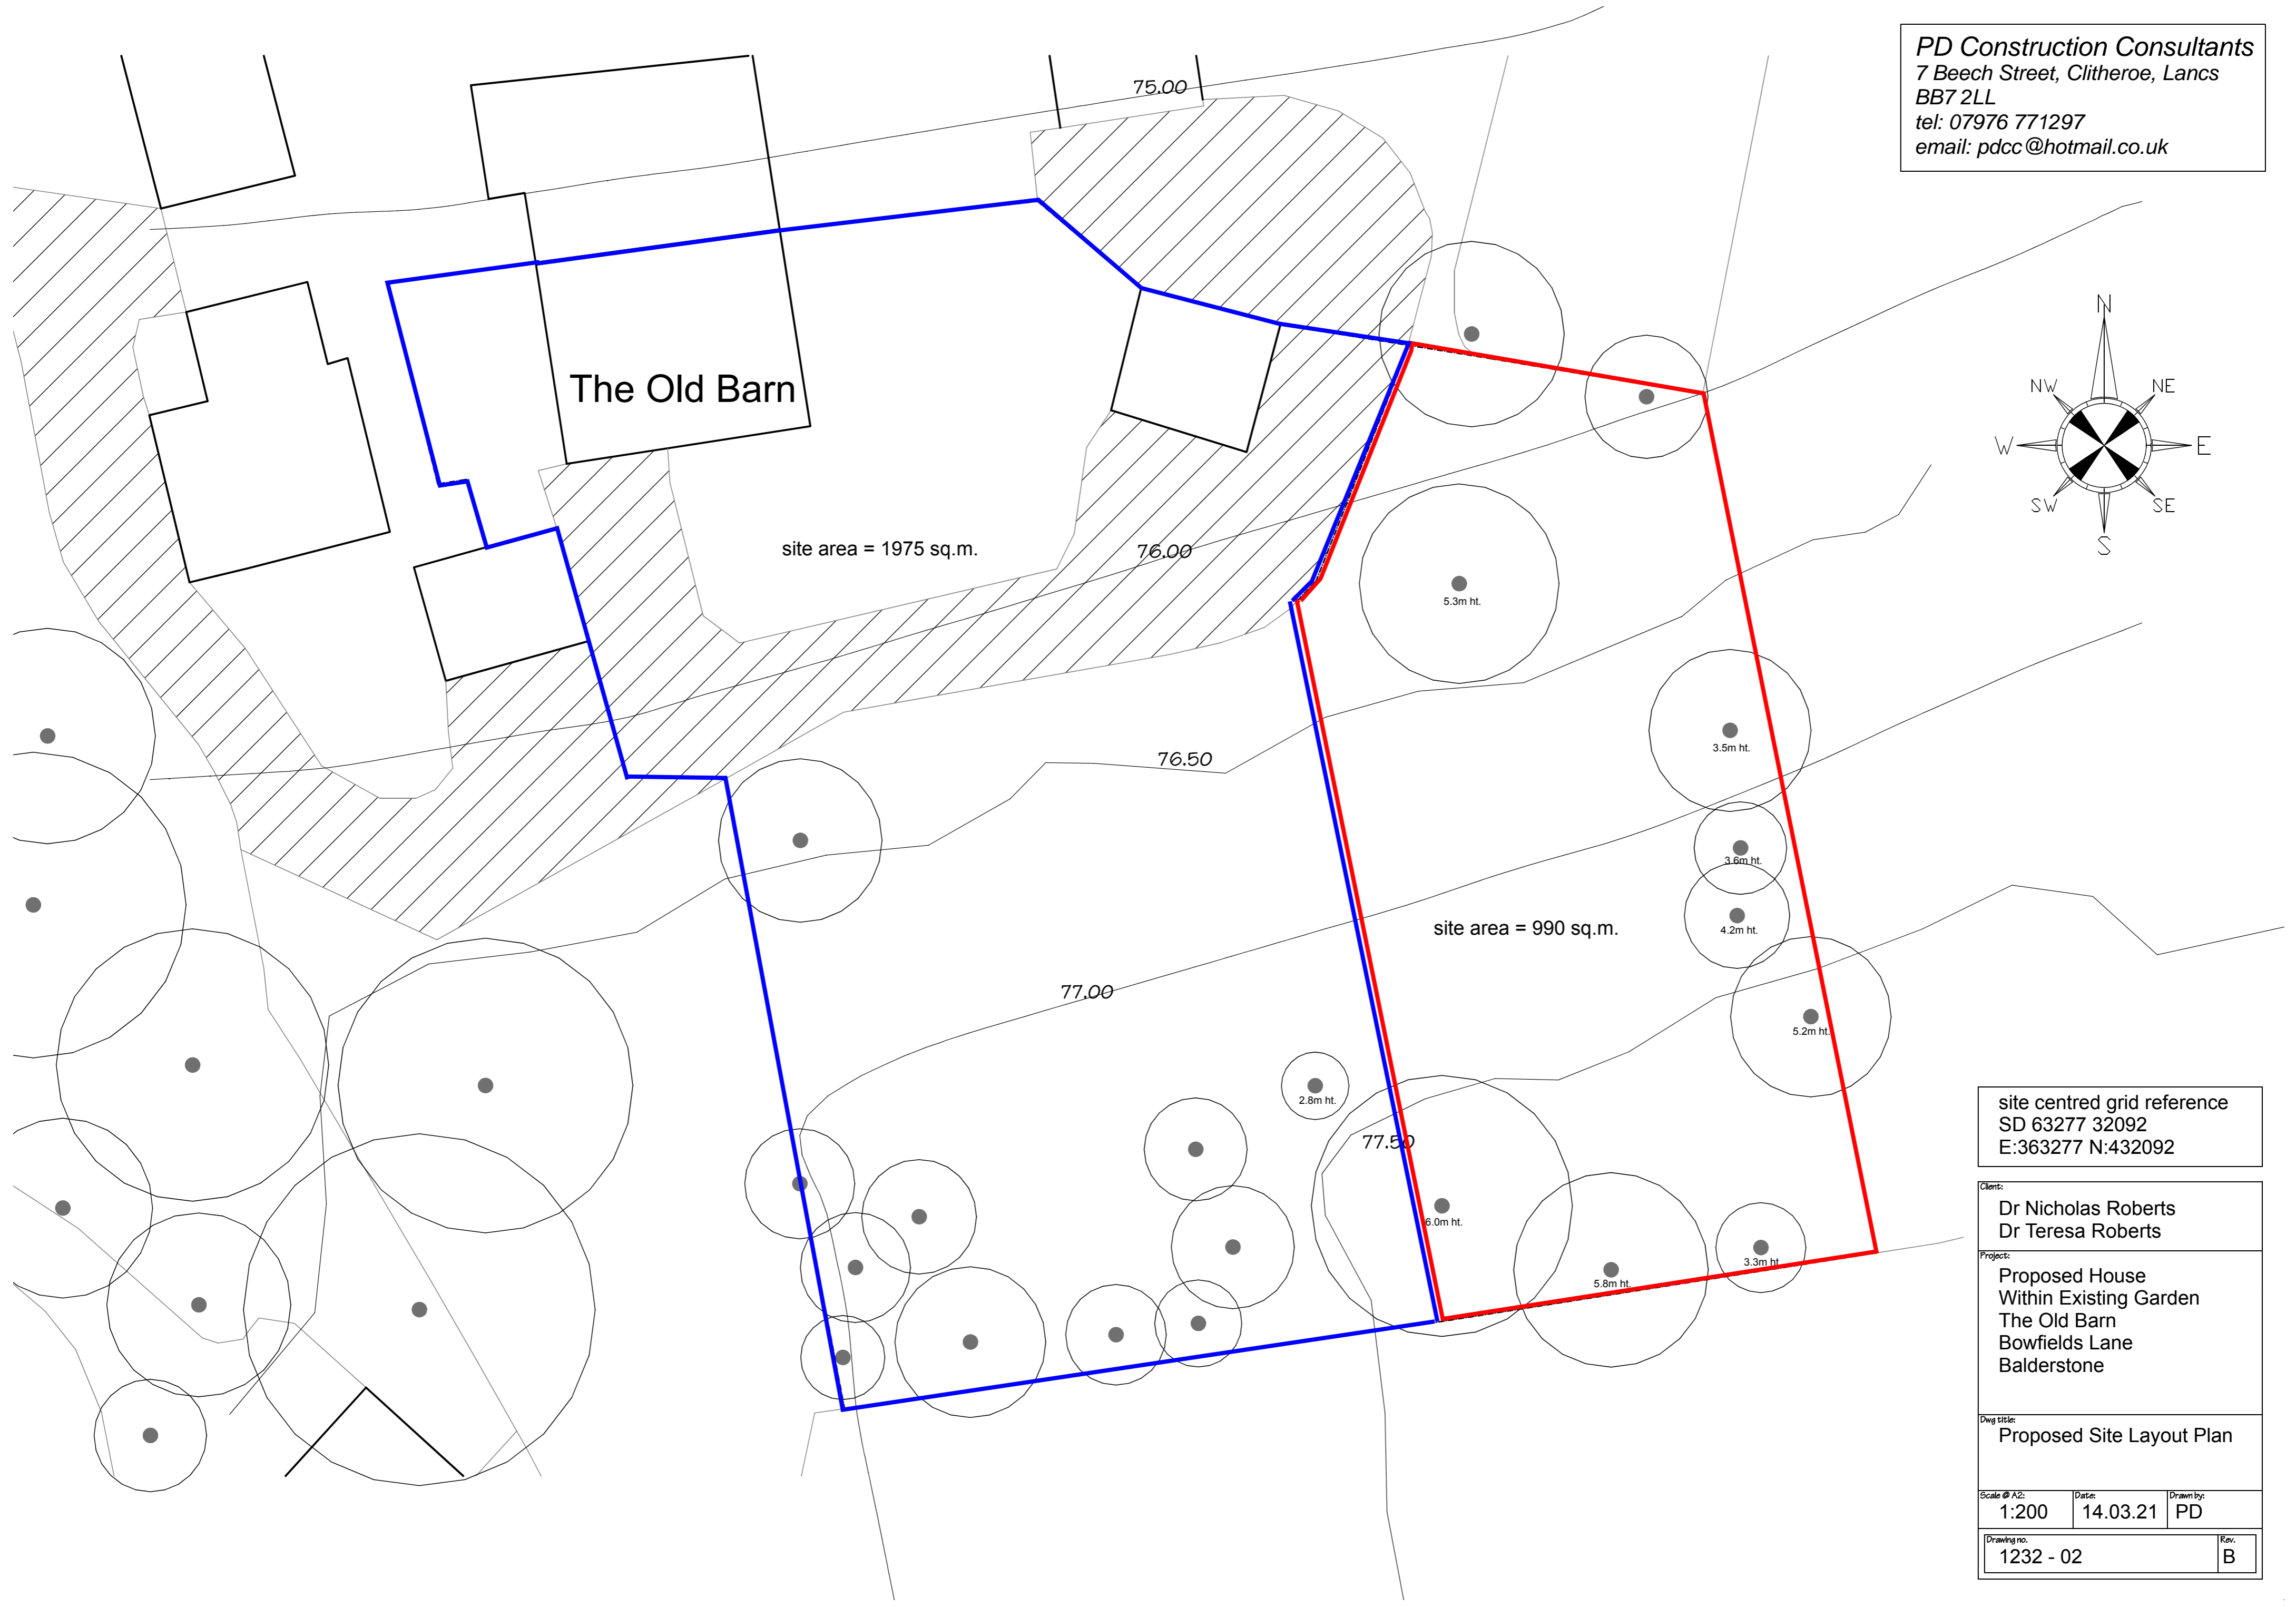 PD Construction Consultants
7 Beech Street, Clitheroe, Lancs
BB7 2LL
tel: 07976 771297
email: pdcc@hotmail.co.uk
75.00
N
NW
NE
W
E
SW
SE
S
The Old Barn
site area = 1975 sq.m.
76.00
5.3m ht.
3.5m ht.
76.50
3.6m ht.
4.2m ht.
site area = 990 sq.m.
77.00
5.2m ht.
2.8m ht.
77.50
6.0m ht.
5.8m ht.
3.3m ht.
site centred grid reference
SD 63277 32092
E:363277 N:432092
Client:
Dr Nicholas Roberts
Dr Teresa Roberts
Project:
Proposed House
Within Existing Garden
The Old Barn
Bowfields Lane
Balderstone
Dwg title:
Proposed Site Layout Plan
Scale @ A2:
1:200
Date:
14.03.21
Drawn by:
PD
Drawing no.
1232 - 02
Rev.
B